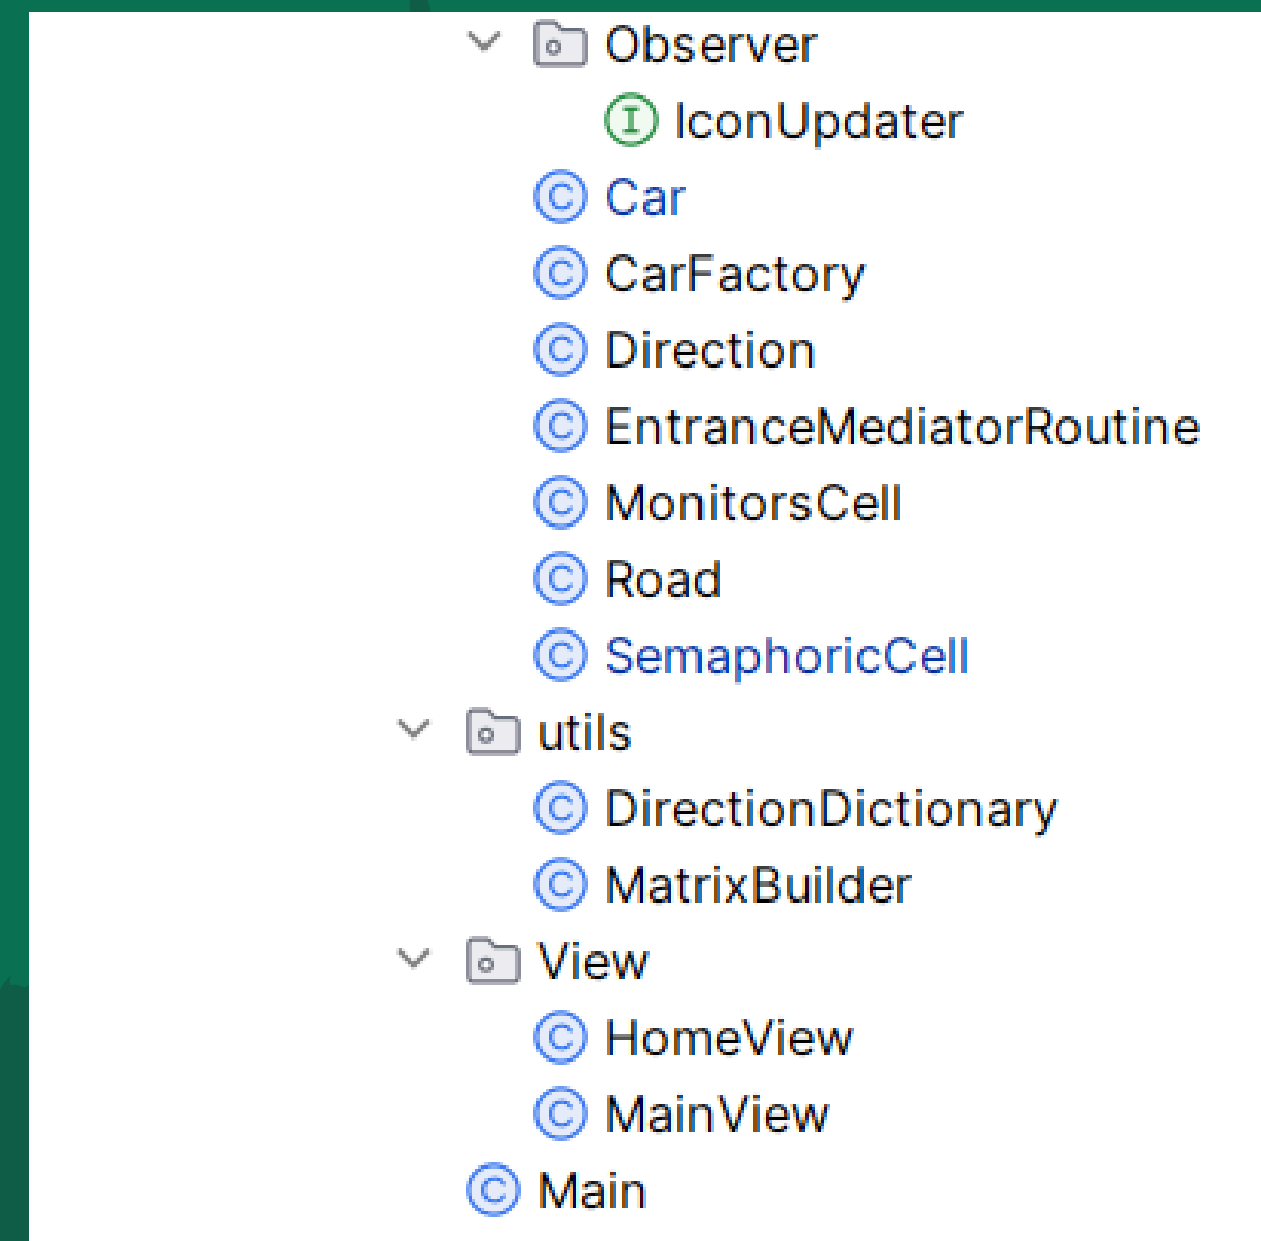 Observer
IconUpdater
Car
CarFactory
Direction
EntranceMediatorRoutine
MonitorsCell
Road
SemaphoricCell
utils
DirectionDictionary
MatrixBuilder
View
HomeView
MainView
Main